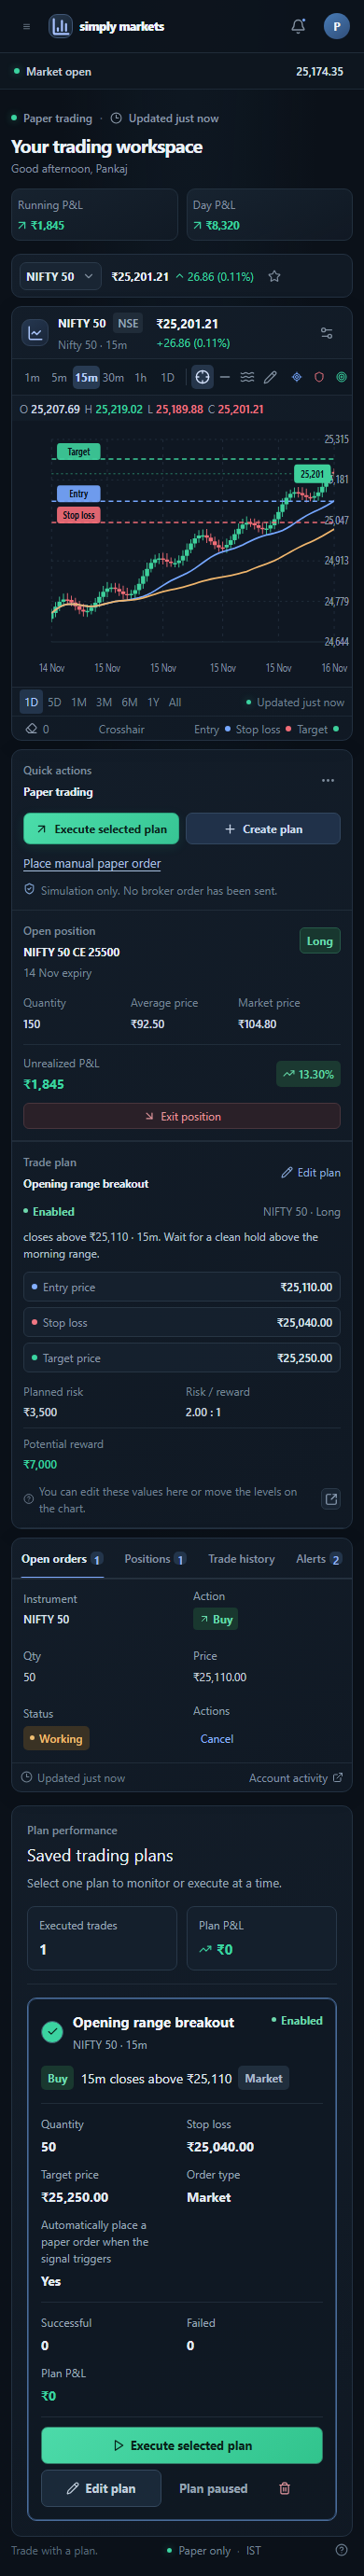 simply markets
P
Market open 25,174.35
Paper trading · Updated just now
Your trading workspace
Good afternoon, Pankaj
Running P&L Day P&L
₹1,845 ₹8,320
NIFTY 50 ₹25,201.21 26.86 (0.11%)
NIFTY 50 NSE ₹25,201.21
Nifty 50 · 15m +26.86 (0.11%)
1m 5m 15m 30m 1h 1D
O 25,207.69 H 25,219.02 L 25,189.88 C 25,201.21
25,315
Target
25,201
Entry
Stop loss
25,047
24,913
24,779
24,644
14 Nov 15 Nov 15 Nov 15 Nov 15 Nov 16 Nov
1D 5D 1M 3M 6M 1Y All Updated just now
0 Crosshair Entry Stop loss Target
Quick actions
Paper trading
Execute selected plan Create plan
Place manual paper order
Simulation only. No broker order has been sent.
Open position
NIFTY 50 CE 25500 Long
14 Nov expiry
Quantity Average price Market price
150 ₹92.50 ₹104.80
Unrealized P&L
₹1,845 13.30%
Exit position
Trade plan
Opening range breakout Edit plan
Enabled NIFTY 50 · Long
closes above ₹25,110 · 15m. Wait for a clean hold above the
morning range.
Entry price ₹25,110.00
Stop loss ₹25,040.00
Target price ₹25,250.00
Planned risk Risk / reward
₹3,500 2.00 : 1
Potential reward
₹7,000
You can edit these values here or move the levels on
the chart.
Open orders 1 Positions 1 Trade history Alerts 2
Instrument Action
NIFTY 50 Buy
Qty Price
50 ₹25,110.00
Status Actions
Working Cancel
Updated just now Account activity
Plan performance
Saved trading plans
Select one plan to monitor or execute at a time.
Executed trades Plan P&L
1 ₹0
Opening range breakout Enabled
NIFTY 50 · 15m
Buy 15m closes above ₹25,110 Market
Quantity Stop loss
50 ₹25,040.00
Target price Order type
₹25,250.00 Market
Automatically place a
paper order when the
signal triggers
Yes
Successful Failed
0 0
Plan P&L
₹0
Execute selected plan
Edit plan Plan paused
Trade with a plan. Paper only · IST